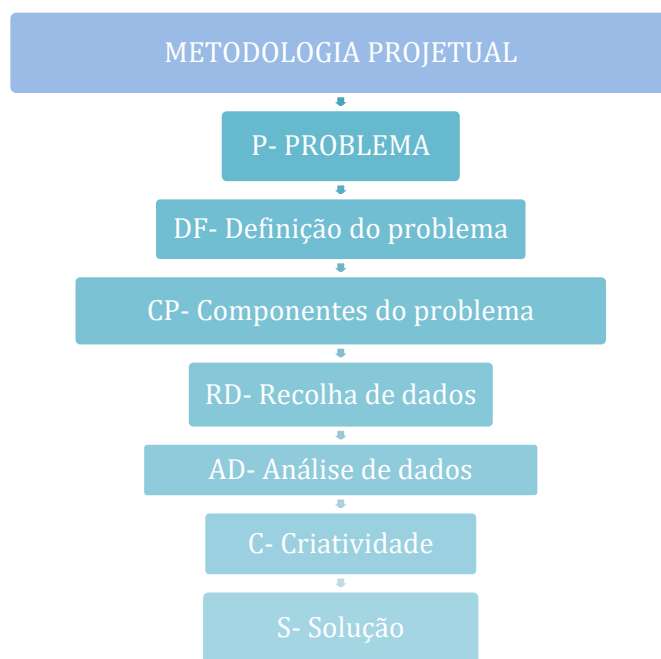 METODOLOGIA PROJETUAL
P- PROBLEMA
DF- Definição do problema
CP- Componentes do problema
RD- Recolha de dados
AD- Análise de dados
C- Criatividade
S- Solução